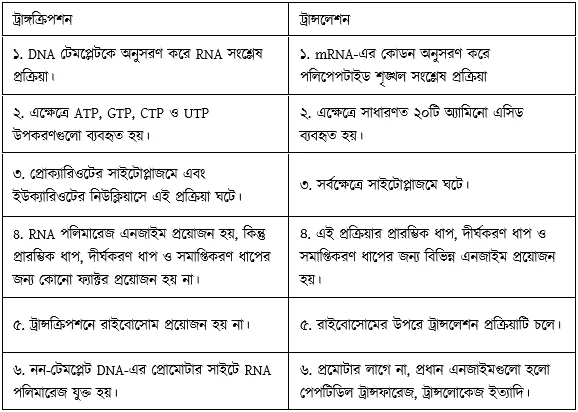 ট্রান্সক্রিপশন
ট্রান্সলেশন
১. DNA টেমপ্লেটকে অনুসরণ করে RNA সংশ্লেষ
প্রক্রিয়া।
১. mRNA-এর কোডন অনুসরণ করে
পলিপেপটাইড শৃঙ্খল সংশ্লেষ প্রক্রিয়া
২. এক্ষেত্রে ATP, GTP, CTP ও UTP
উপকরণগুলো ব্যবহৃত হয়।
২. এক্ষেত্রে সাধারণত ২০টি অ্যামিনো এসিড
ব্যবহৃত হয়।
৩. প্রোক্যারিওটের সাইটোপ্লাজমে এবং
ইউক্যারিওটের নিউক্লিয়াসে এই প্রক্রিয়া ঘটে।
৩. সর্বক্ষেত্রে সাইটোপ্লাজমে ঘটে।
৪. RNA পলিমারেজ এনজাইম প্রয়োজন হয়, কিন্তু
প্রারম্ভিক ধাপ, দীর্ঘকরণ ধাপ ও সমাপ্তিকরণ ধাপের
জন্য কোনো ফ্যাক্টর প্রয়োজন হয় না।
৪. এই প্রক্রিয়ার প্রারম্ভিক ধাপ, দীর্ঘকরণ ধাপ ও
সমাপ্তিকরণ ধাপের জন্য বিভিন্ন এনজাইম প্রয়োজন
হয়।
৫. ট্রান্সক্রিপশনে রাইবোসোম প্রয়োজন হয় না।
৫. রাইবোসোমের উপরে ট্রান্সলেশন প্রক্রিয়াটি চলে।
৬. নন-টেমপ্লেট DNA-এর প্রোমোটার সাইটে RNA
পলিমারেজ যুক্ত হয়।
৬. প্রমোটার লাগে না, প্রধান এনজাইমগুলো হলো
পেপটিডিল ট্রান্সফারেজ, ট্রান্সলোকেজ ইত্যাদি।